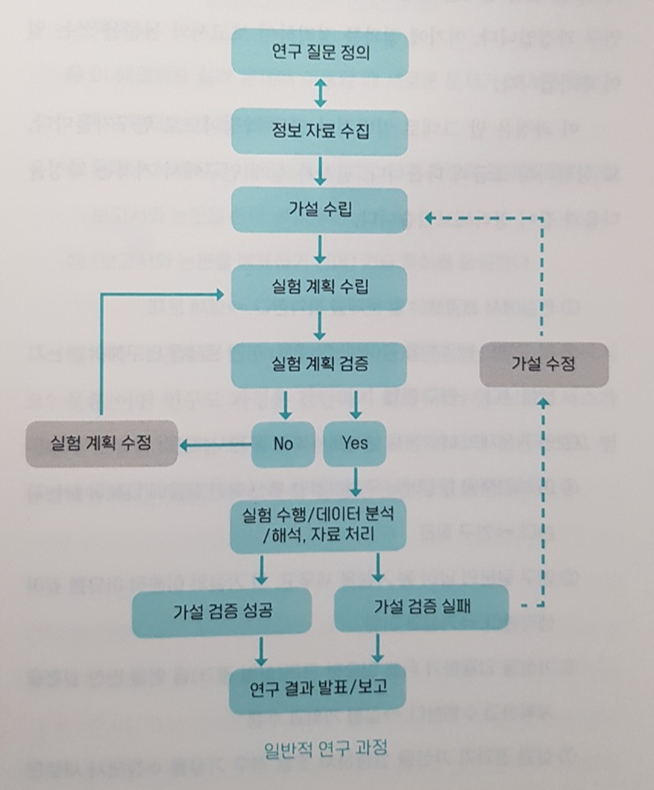 연구 질문 정의
정보 자료 수집
가설 수립
실험 계획 수립
실험 계획 검증
가설 수정
실험 계획 수정
No
Yes
실험 수행/데이터 분석
/해석, 자료 처리
가설 검증 성공
가설 검증 실패
연구 결과 발표/보고
일반적 연구 과정